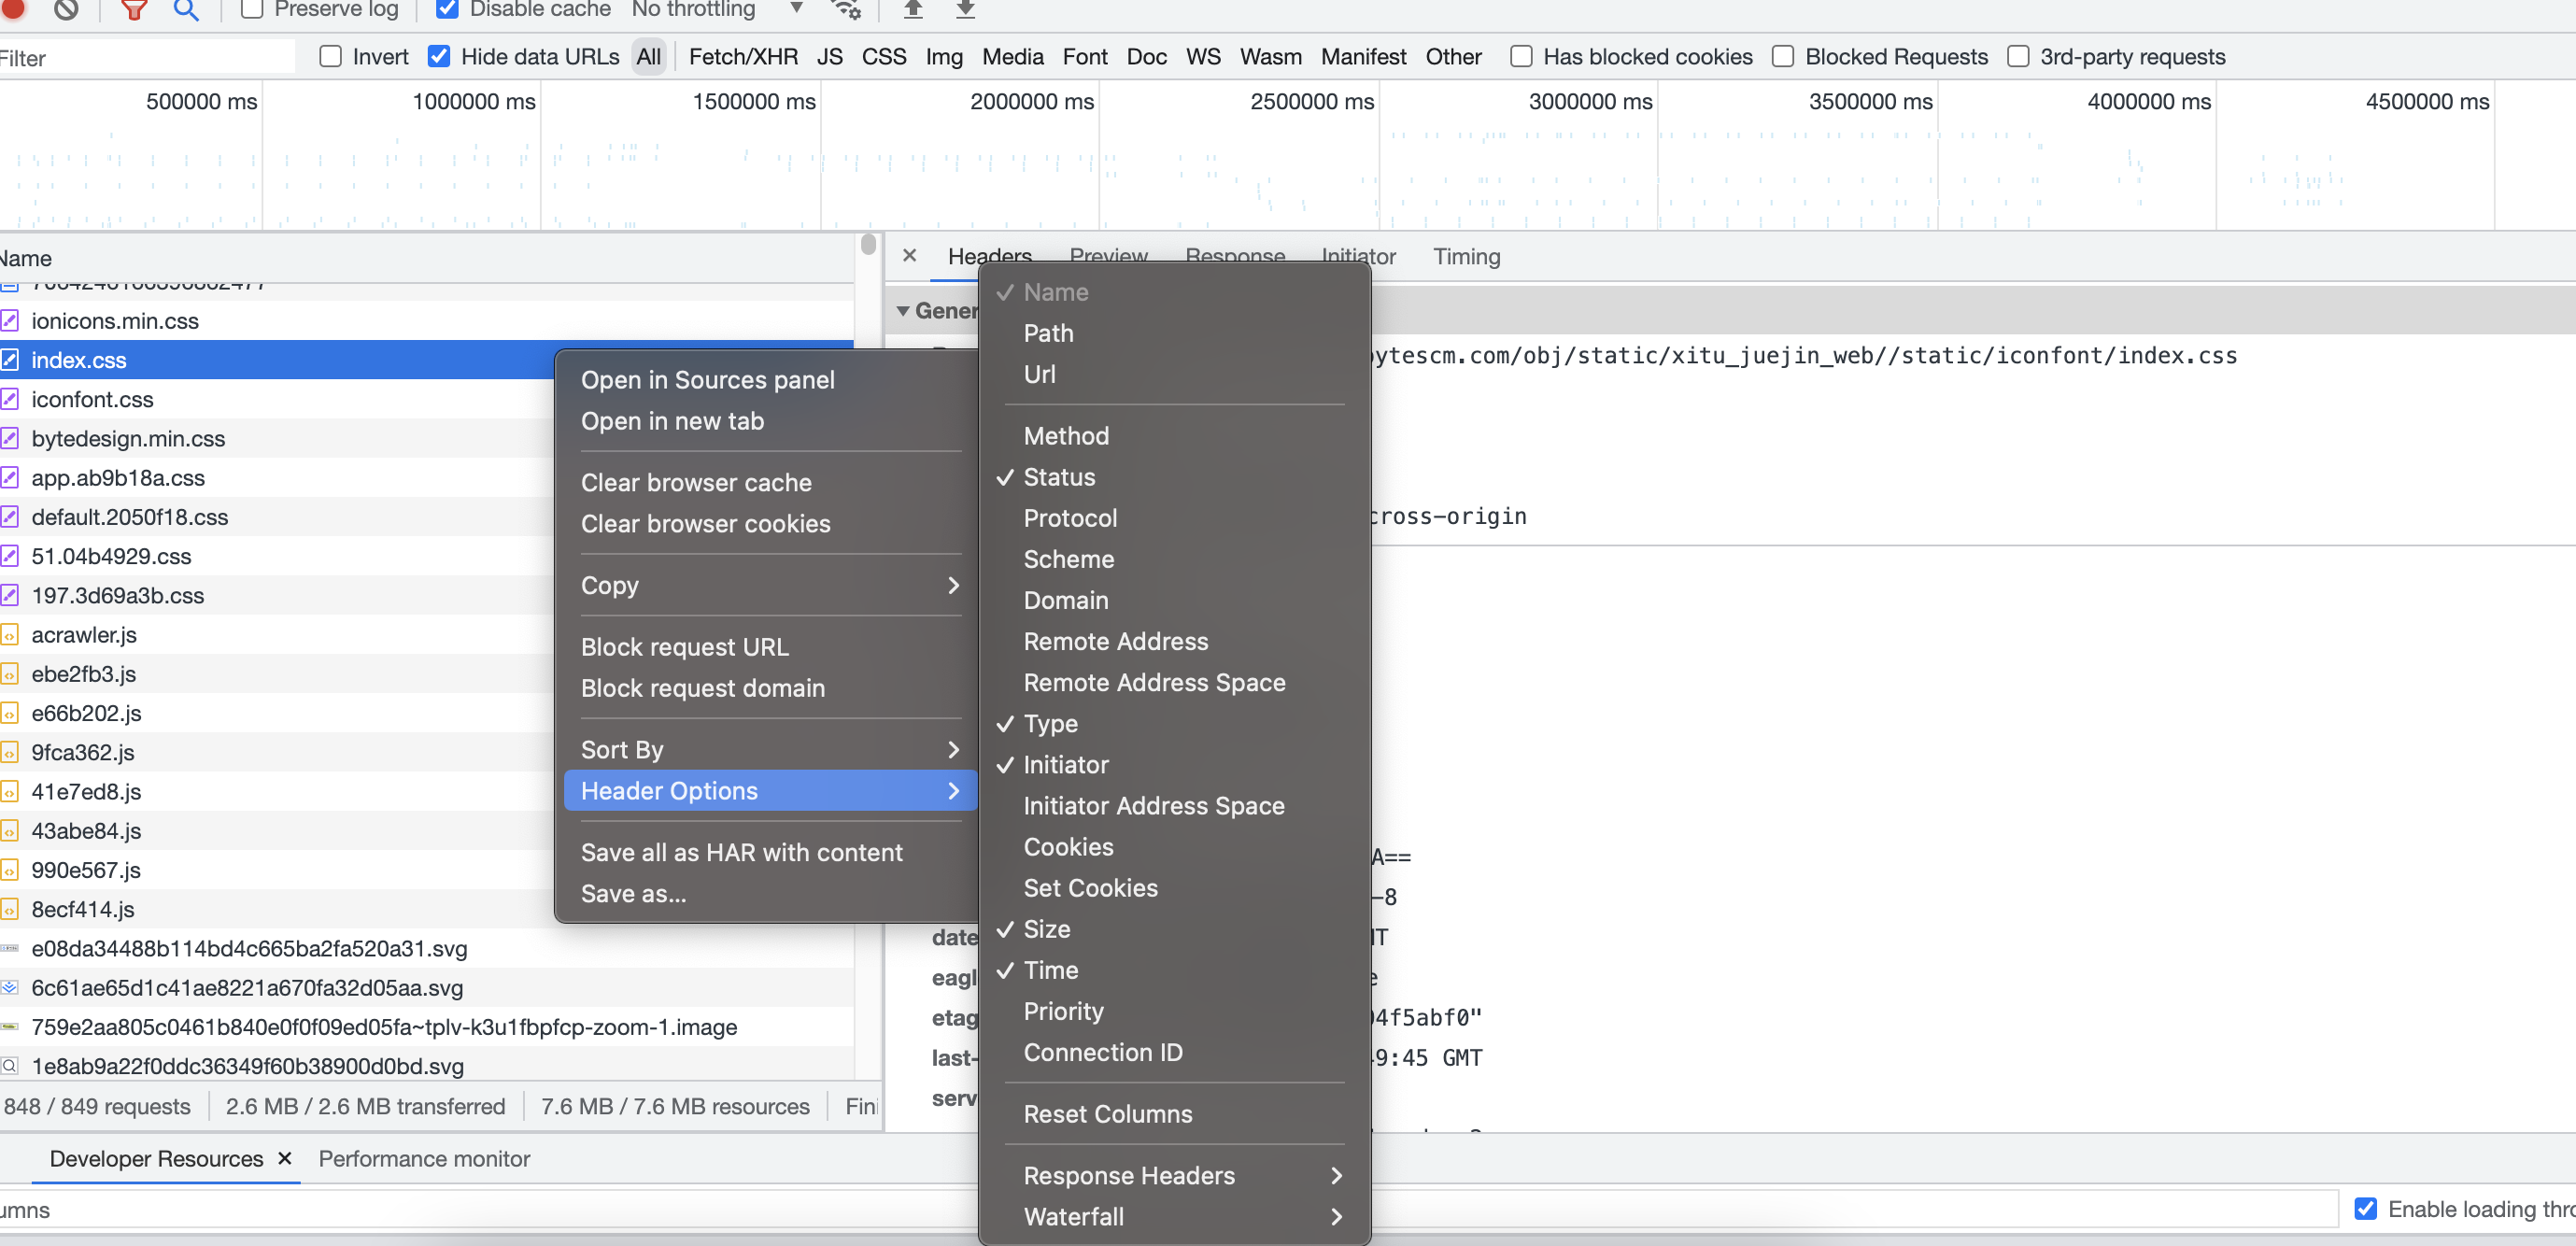 Preserve log Disable cache No throttling
Filter Invert Hide data URLs All Fetch/XHR JS CSS Img Media Font Doc WS Wasm Manifest Other Has blocked cookies Blocked Requests 3rd-party requests
500000 ms 1000000 ms 1500000 ms 2000000 ms 2500000 ms 3000000 ms 3500000 ms 4000000 ms 4500000 ms
Name
ionicons.min.css
index.css
iconfont.css
bytedesign.min.css
app.ab9b18a.css
default.2050f18.css
51.04b4929.css
197.3d69a3b.css
acrawler.js
ebe2fb3.js
e66b202.js
9fca362.js
41e7ed8.js
43abe84.js
990e567.js
8ecf414.js
e08da34488b114bd4c665ba2fa520a31.svg
6c61ae65d1c41ae8221a670fa32d05aa.svg
759e2aa805c0461b840e0f0f09ed05fa~tplv-k3u1fbpfcp-zoom-1.image
1e8ab9a22f0ddc36349f60b38900d0bd.svg
848 / 849 requests 2.6 MB / 2.6 MB transferred 7.6 MB / 7.6 MB resources Fini
Open in Sources panel
Open in new tab
Clear browser cache
Clear browser cookies
Copy
Block request URL
Block request domain
Sort By
Header Options
Save all as HAR with content
Save as...
Headers Preview Response Initiator Timing
Gener
Name
Path
Url
Method
Status
Protocol
Scheme
Domain
Remote Address
Remote Address Space
Type
Initiator
Initiator Address Space
Cookies
Set Cookies
Size
Time
Priority
Connection ID
Reset Columns
Response Headers
Waterfall
bytescm.com/obj/static/xitu_juejin_web//static/iconfont/index.css
cross-origin
A==
-8
date MT
eagl e
etag 04f5abf0"
last- 9:45 GMT
serv
Developer Resources Performance monitor
umns Enable loading thro